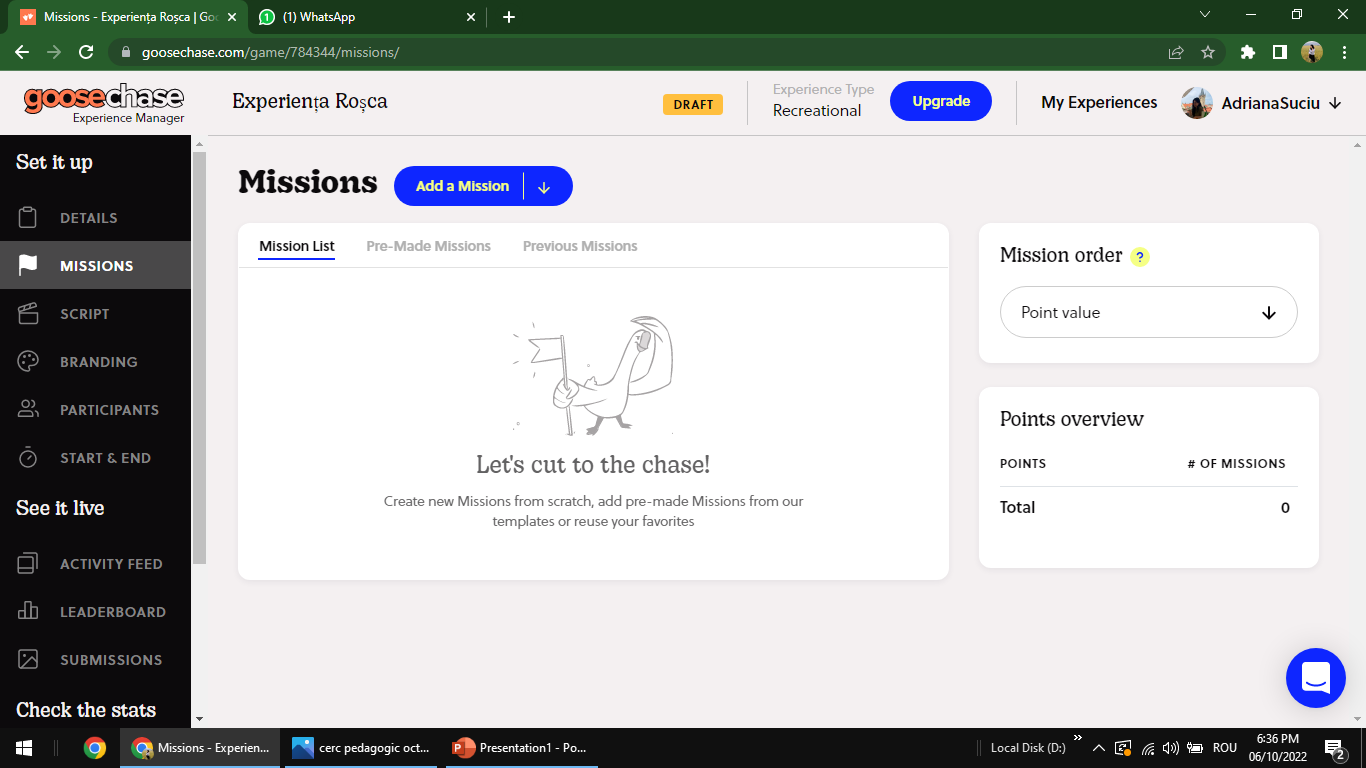 Missions - Experiența Roșca | Goo
(1) WhatsApp
goosechase.com/game/784344/missions/
goosechase
Experience Manager
Experiența Roșca
DRAFT
Experience Type
Recreational
Upgrade
My Experiences
AdrianaSuciu
Set it up
DETAILS
MISSIONS
SCRIPT
BRANDING
PARTICIPANTS
START & END
See it live
ACTIVITY FEED
LEADERBOARD
SUBMISSIONS
Check the stats
Missions
Add a Mission
Mission List
Pre-Made Missions
Previous Missions
Let's cut to the chase!
Create new Missions from scratch, add pre-made Missions from our
templates or reuse your favorites
Mission order ?
Point value
Points overview
POINTS # OF MISSIONS
Total 0
Missions - Experien...
cerc pedagogic oct...
Presentation1 - Po...
Local Disk (D:)
ROU
6:36 PM
06/10/2022
2